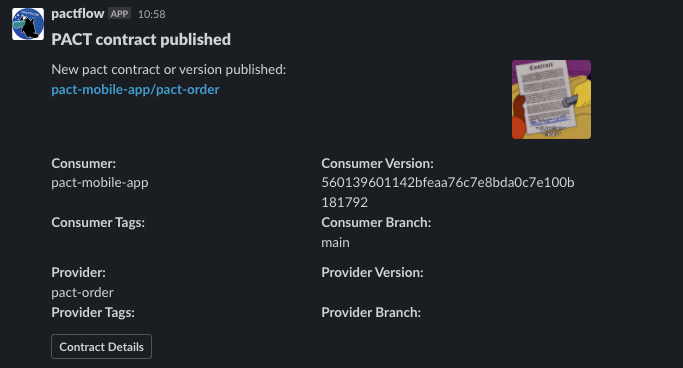 pactflow APP 10:58
PACT contract published
New pact contract or version published:
pact-mobile-app/pact-order
Contract
Consumer: Consumer Version:
pact-mobile-app 560139601142bfeaa76c7e8bda0c7e100b
181792
Consumer Tags: Consumer Branch:
main
Provider: Provider Version:
pact-order
Provider Tags: Provider Branch:
Contract Details